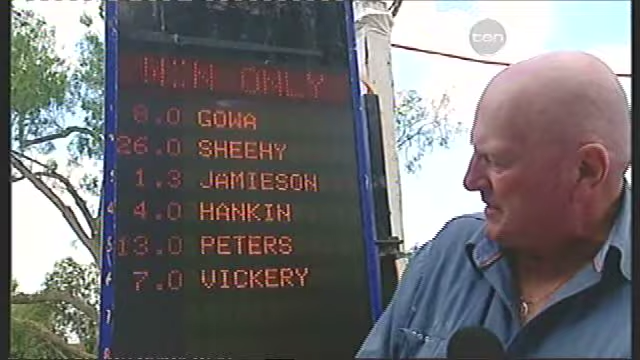 ten
WIN ONLY
8.0 GOWA
26.0 SHEEHY
1.3 JAMIESON
4.0 HANKIN
13.0 PETERS
7.0 VICKERY